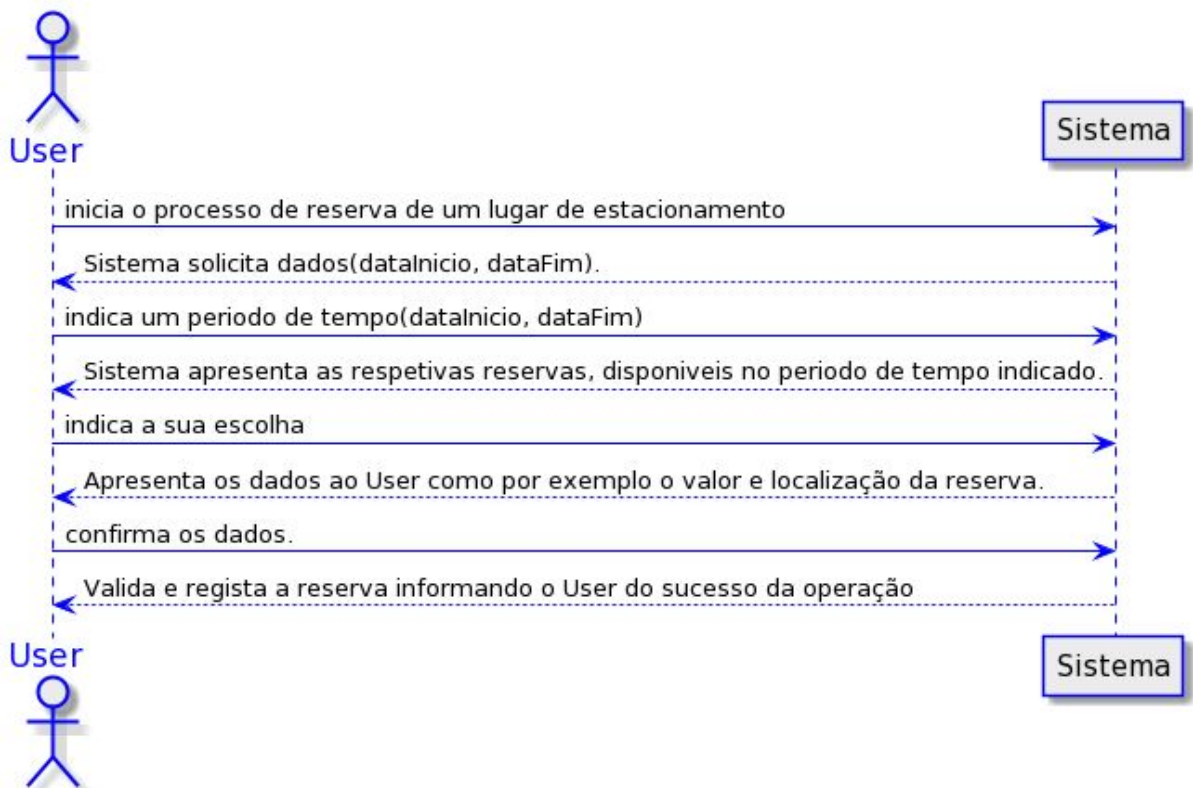 User
Sistema
inicia o processo de reserva de um lugar de estacionamento
Sistema solicita dados(dataInicio, dataFim).
indica um periodo de tempo(dataInicio, dataFim)
Sistema apresenta as respetivas reservas, disponiveis no periodo de tempo indicado.
indica a sua escolha
Apresenta os dados ao User como por exemplo o valor e localização da reserva.
confirma os dados.
Valida e regista a reserva informando o User do sucesso da operação
User
Sistema